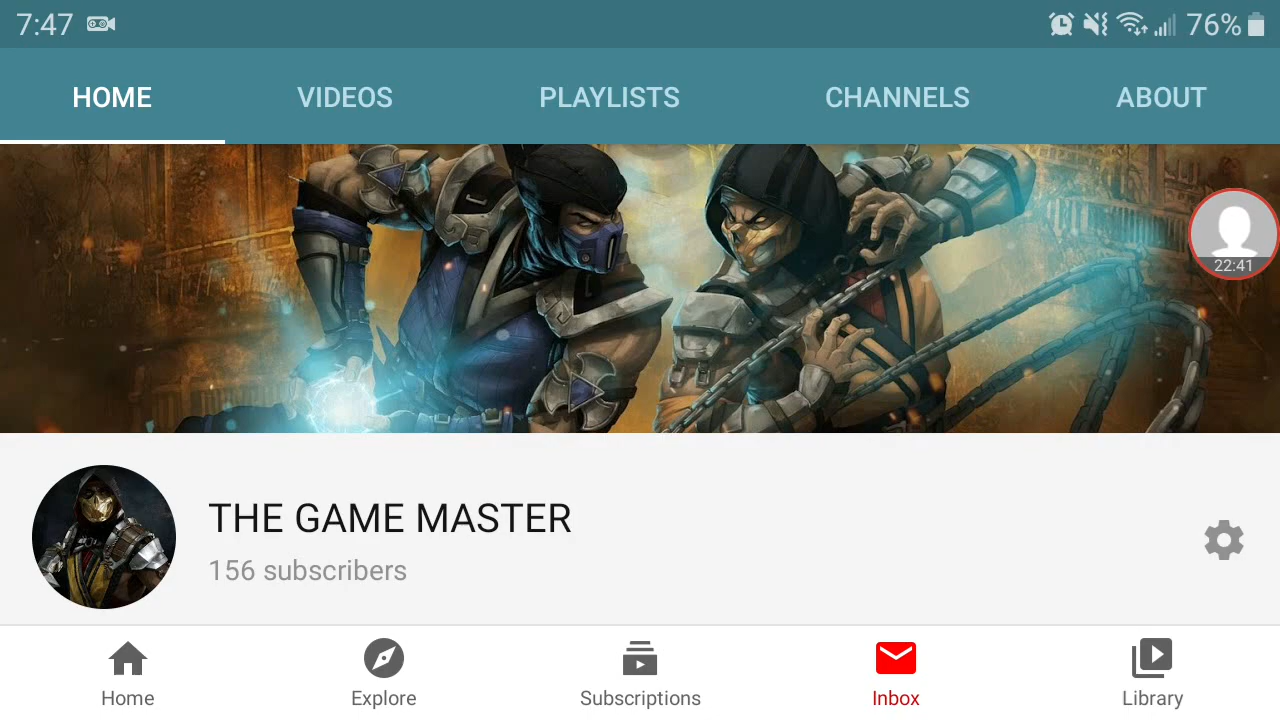 7:47 76%
HOME VIDEOS PLAYLISTS CHANNELS ABOUT
22:41
THE GAME MASTER
156 subscribers
Home Explore Subscriptions Inbox Library